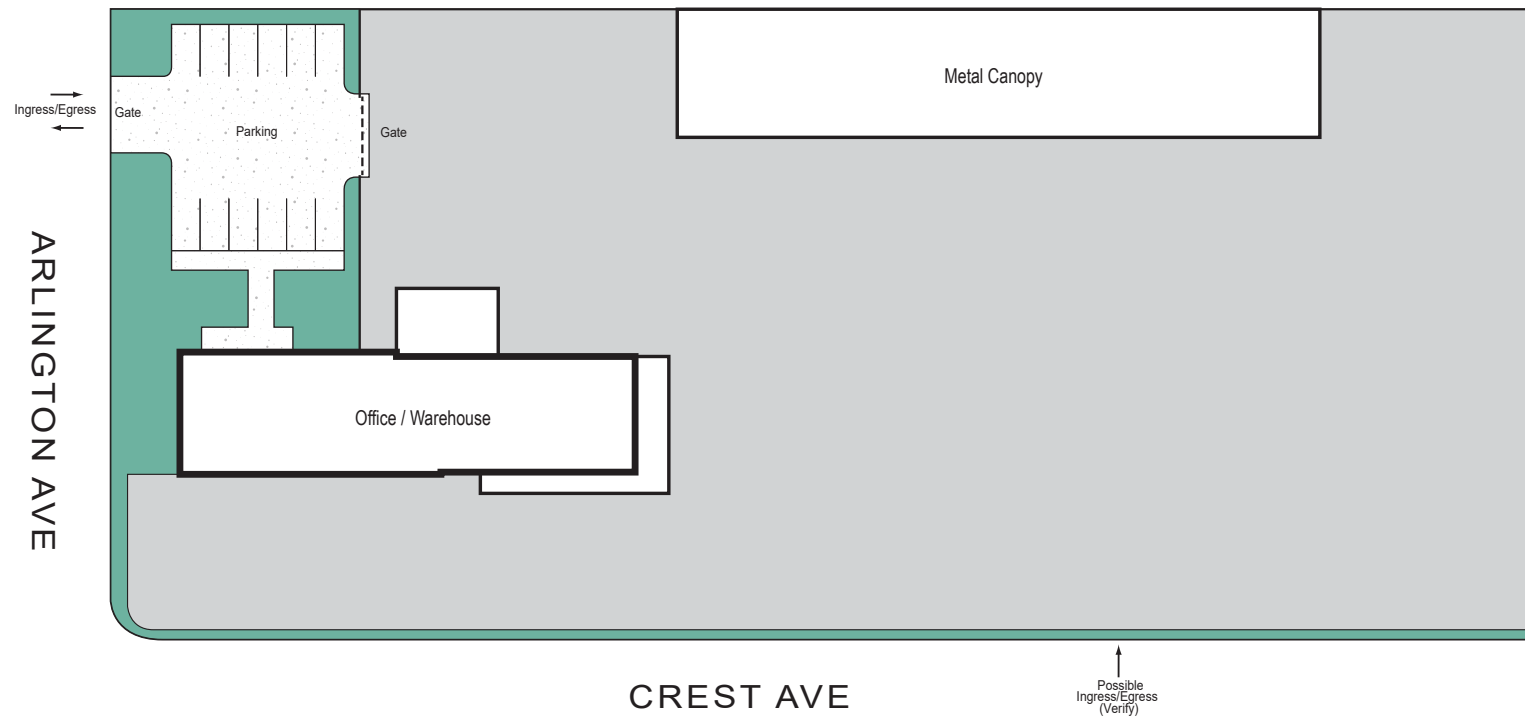 Metal Canopy
Ingress/Egress
Gate
Parking
Gate
ARLINGTON AVE
Office / Warehouse
CREST AVE
Possible
Ingress/Egress
(Verify)